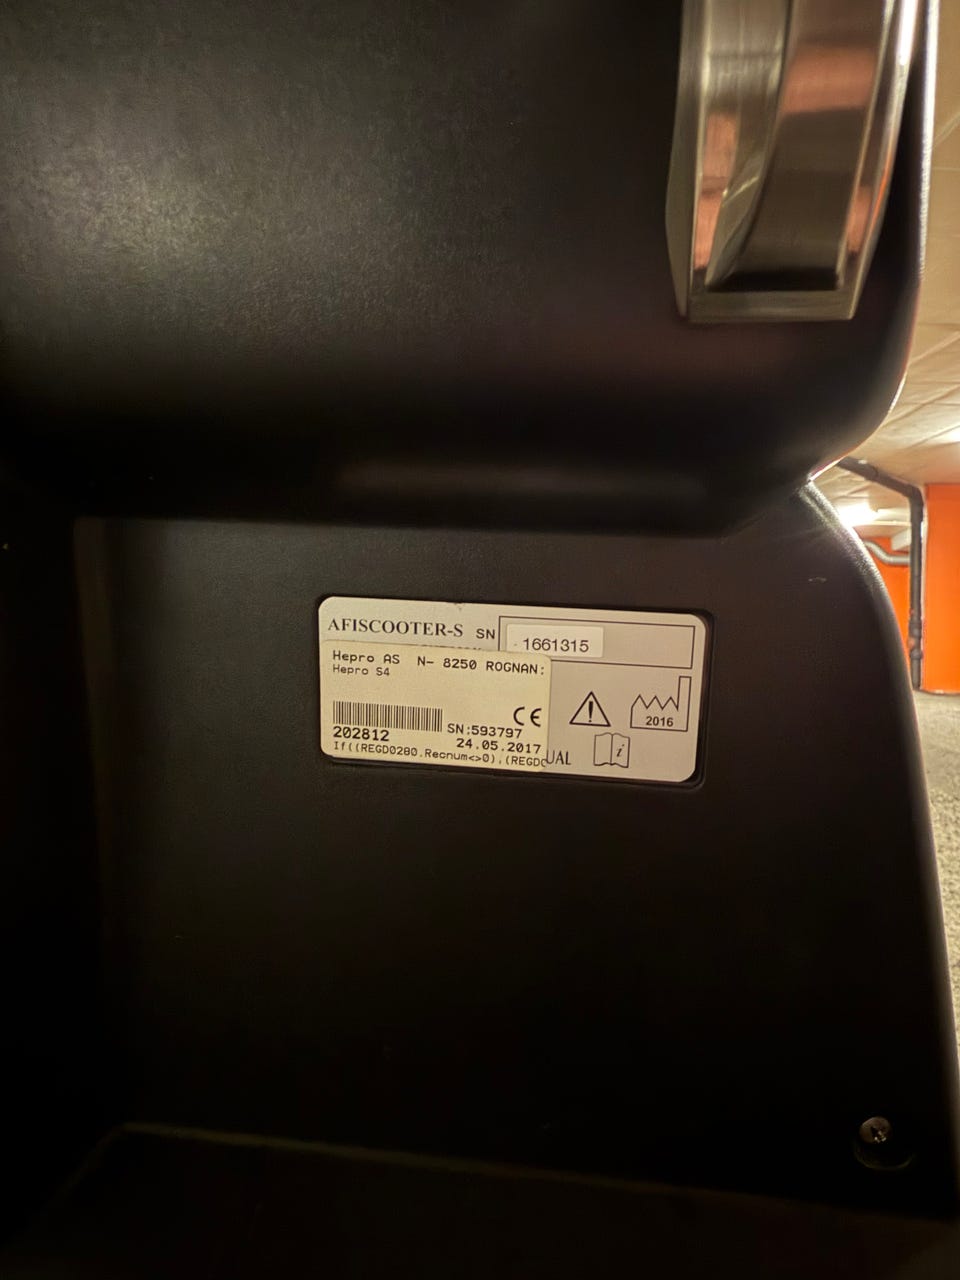 AFISCOOTER-S SN 1661315
Hepro AS N- 8250 ROGNAN:
Hepro S4
CE
SN:593797
202812
24.05.2017
If((REGD0280.Recnum<>0),(REGD
UAL
2016
i